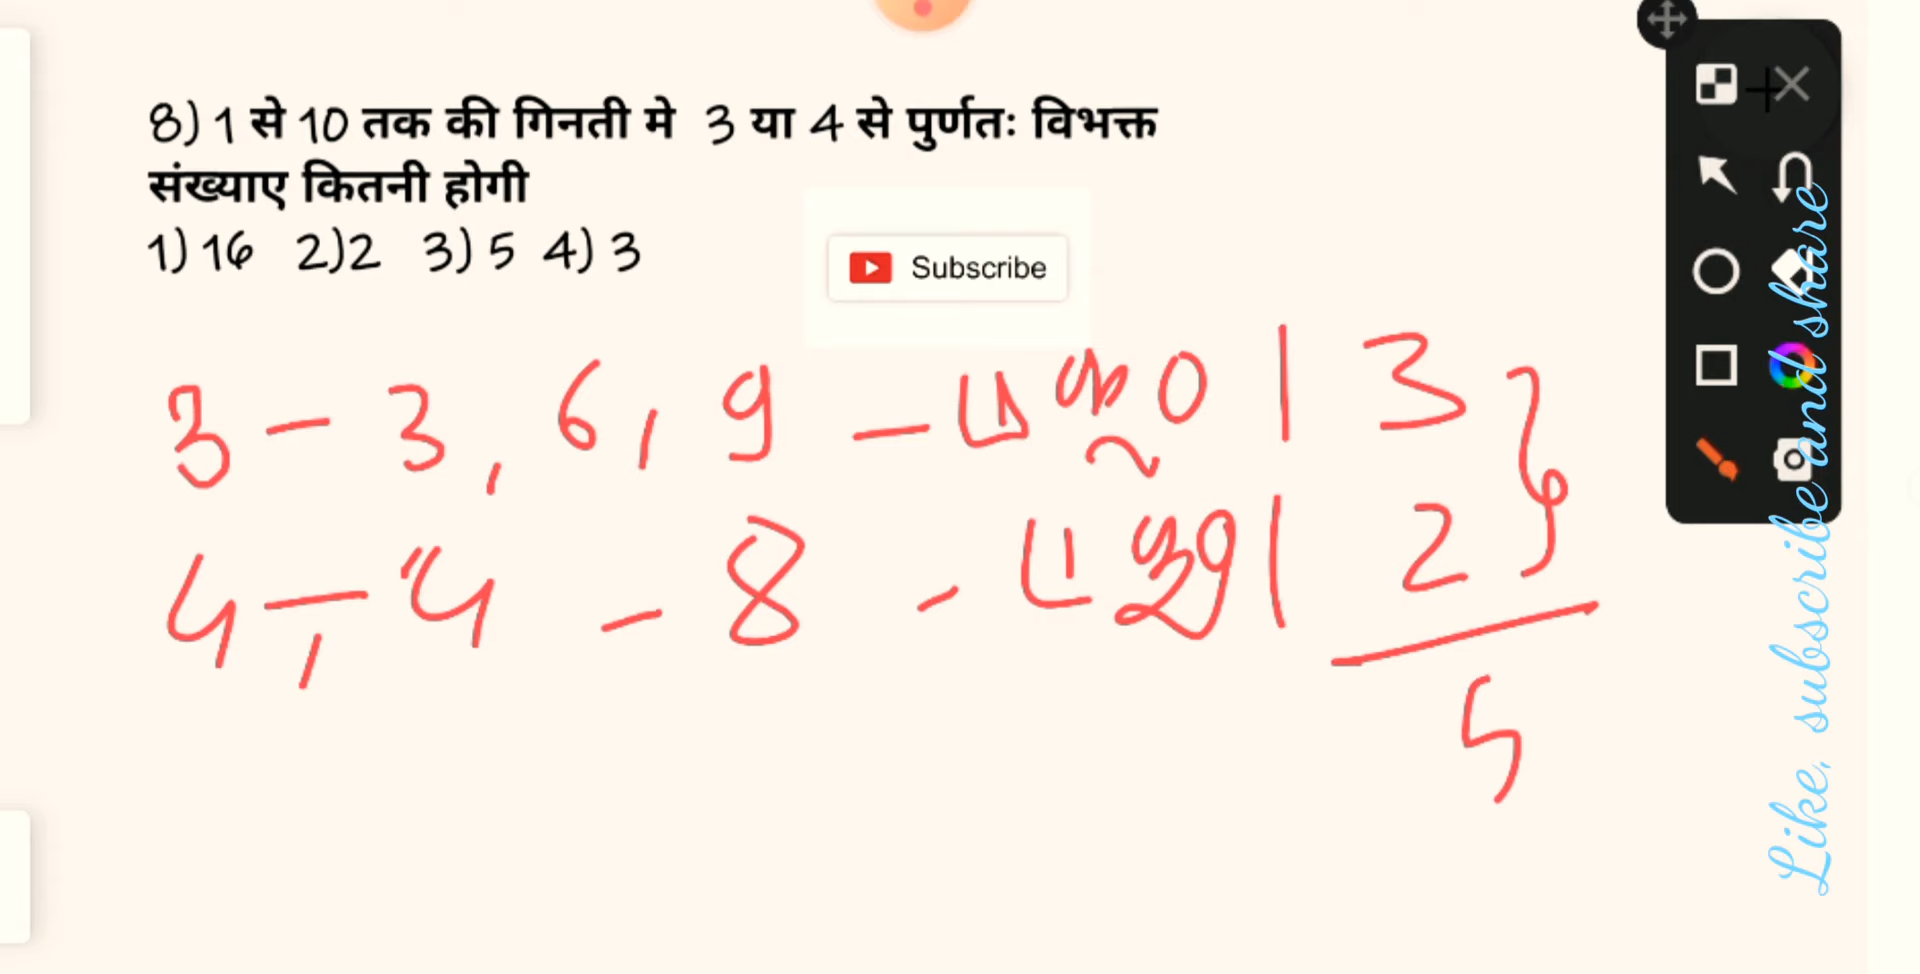 8) 1 से 10 तक की गिनती मे 3 या 4 से पुर्णतः विभक्त
संख्याए कितनी होगी
1) 16 2)2 3) 5 4) 3
Subscribe
3 - 3, 6, 9 - 3
4 - 4 - 8 - 2
5
Like, subscribe and share